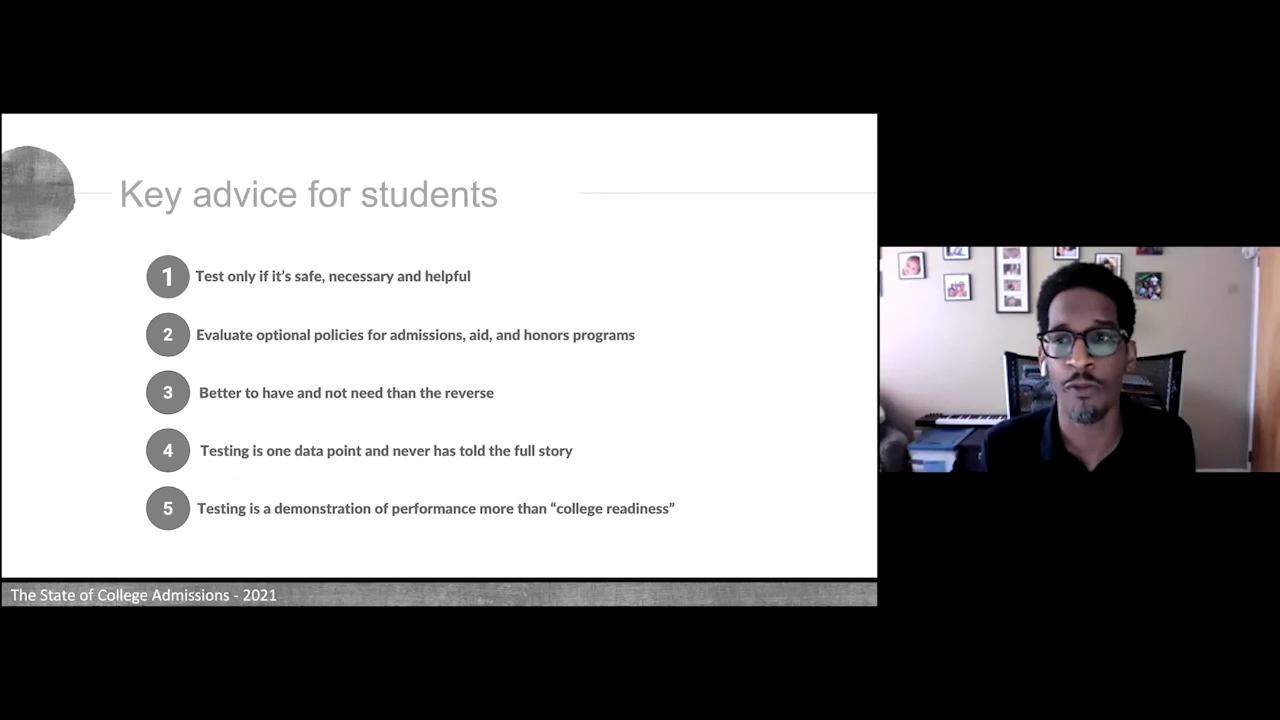 Key advice for students
1 Test only if it's safe, necessary and helpful
2 Evaluate optional policies for admissions, aid, and honors programs
3 Better to have and not need than the reverse
4 Testing is one data point and never has told the full story
5 Testing is a demonstration of performance more than “college readiness”
The State of College Admissions - 2021